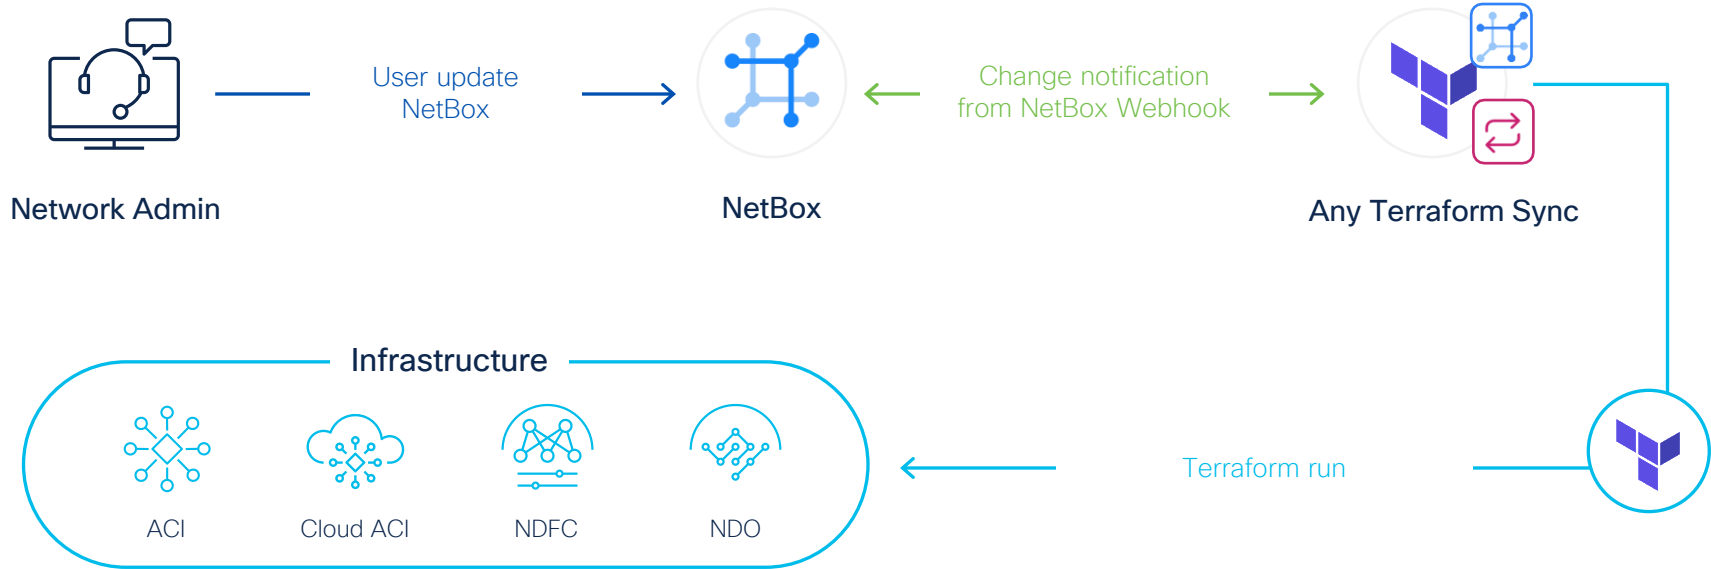 User update
NetBox
Change notification
from NetBox Webhook
Network Admin
NetBox
Any Terraform Sync
Infrastructure
Terraform run
ACI
Cloud ACI
NDFC
NDO